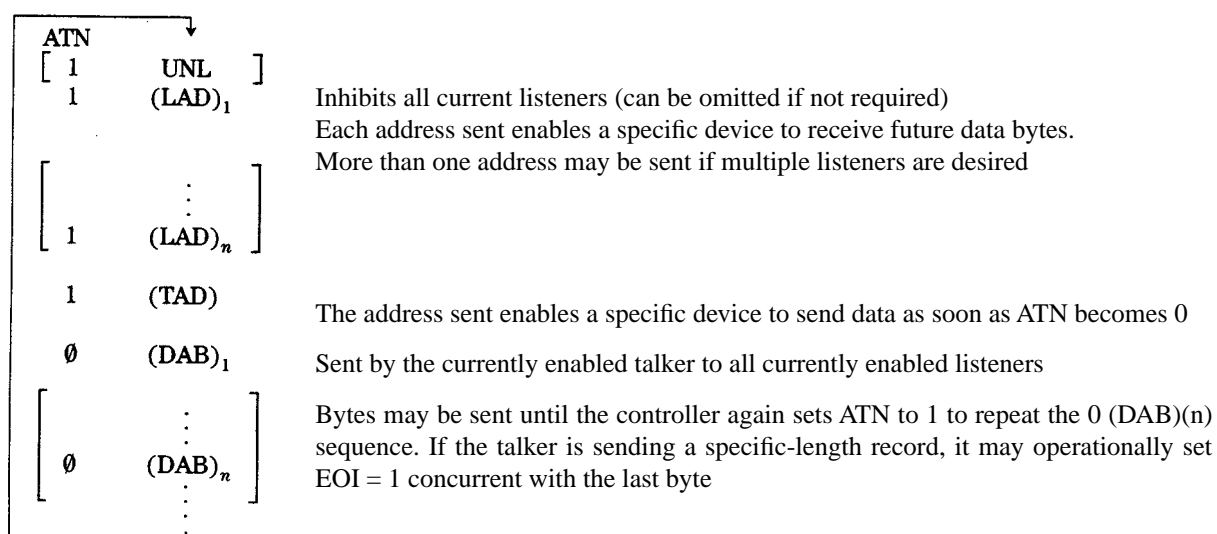 ATN
[ 1 UNL ]
1 (LAD)₁
Inhibits all current listeners (can be omitted if not required)
Each address sent enables a specific device to receive future data bytes.
More than one address may be sent if multiple listeners are desired
1 (LAD)ₙ
1 (TAD)
The address sent enables a specific device to send data as soon as ATN becomes 0
Ø (DAB)₁
Sent by the currently enabled talker to all currently enabled listeners
Bytes may be sent until the controller again sets ATN to 1 to repeat the 0 (DAB)(n)
sequence. If the talker is sending a specific-length record, it may operationally set
Ø (DAB)ₙ
EOI = 1 concurrent with the last byte